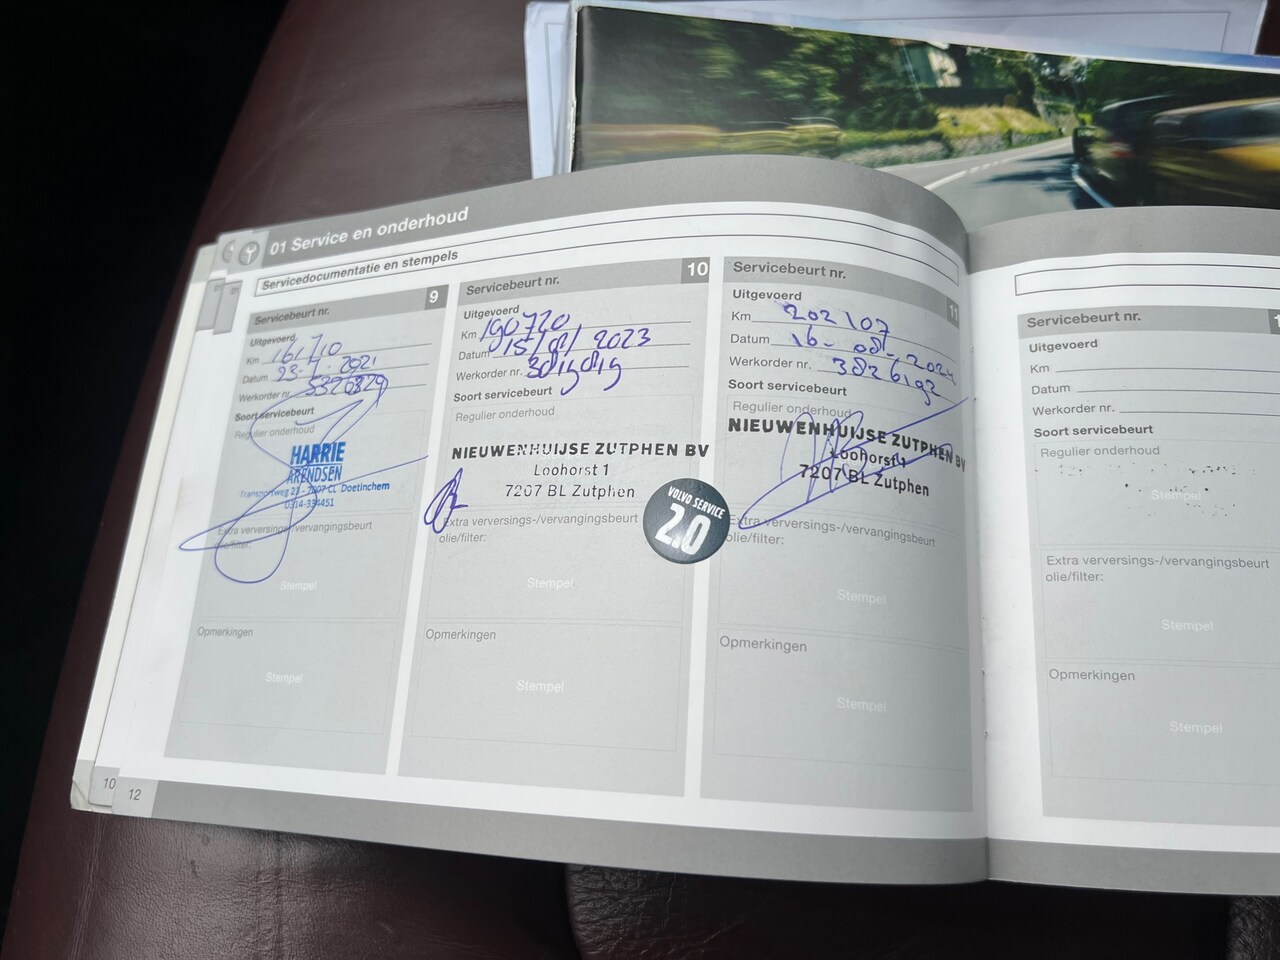 01 Service en onderhoud
Servicedocumentatie en stempels
Servicebeurt nr. 9
Uitgevoerd
Km 161710
Datum
Werkorder nr.
Soort servicebeurt
Regulier onderhoud
HARRIE
ARENDSEN
Transportweg 23 - 7007 CL Doetinchem
Extra verversings-/vervangingsbeurt
olie/filter:
Stempel
Opmerkingen
Stempel
Servicebeurt nr. 10
Uitgevoerd
Km 190720
Datum
Werkorder nr.
Soort servicebeurt
Regulier onderhoud
NIEUWENHUIJSE ZUTPHEN BV
Loohorst 1
7207 BL Zutphen
Extra verversings-/vervangingsbeurt
olie/filter:
Stempel
Opmerkingen
Stempel
VOLVO SERVICE
2.0
Servicebeurt nr. 11
Uitgevoerd
Km 202107
Datum 16-08-2024
Werkorder nr.
Soort servicebeurt
Regulier onderhoud
NIEUWENHUIJSE ZUTPHEN BV
Loohorst 1
7207 BL Zutphen
Extra verversings-/vervangingsbeurt
olie/filter:
Stempel
Opmerkingen
Stempel
Servicebeurt nr.
Uitgevoerd
Km
Datum
Werkorder nr.
Soort servicebeurt
Regulier onderhoud
Stempel
Extra verversings-/vervangingsbeurt
olie/filter:
Stempel
Opmerkingen
Stempel
10
12